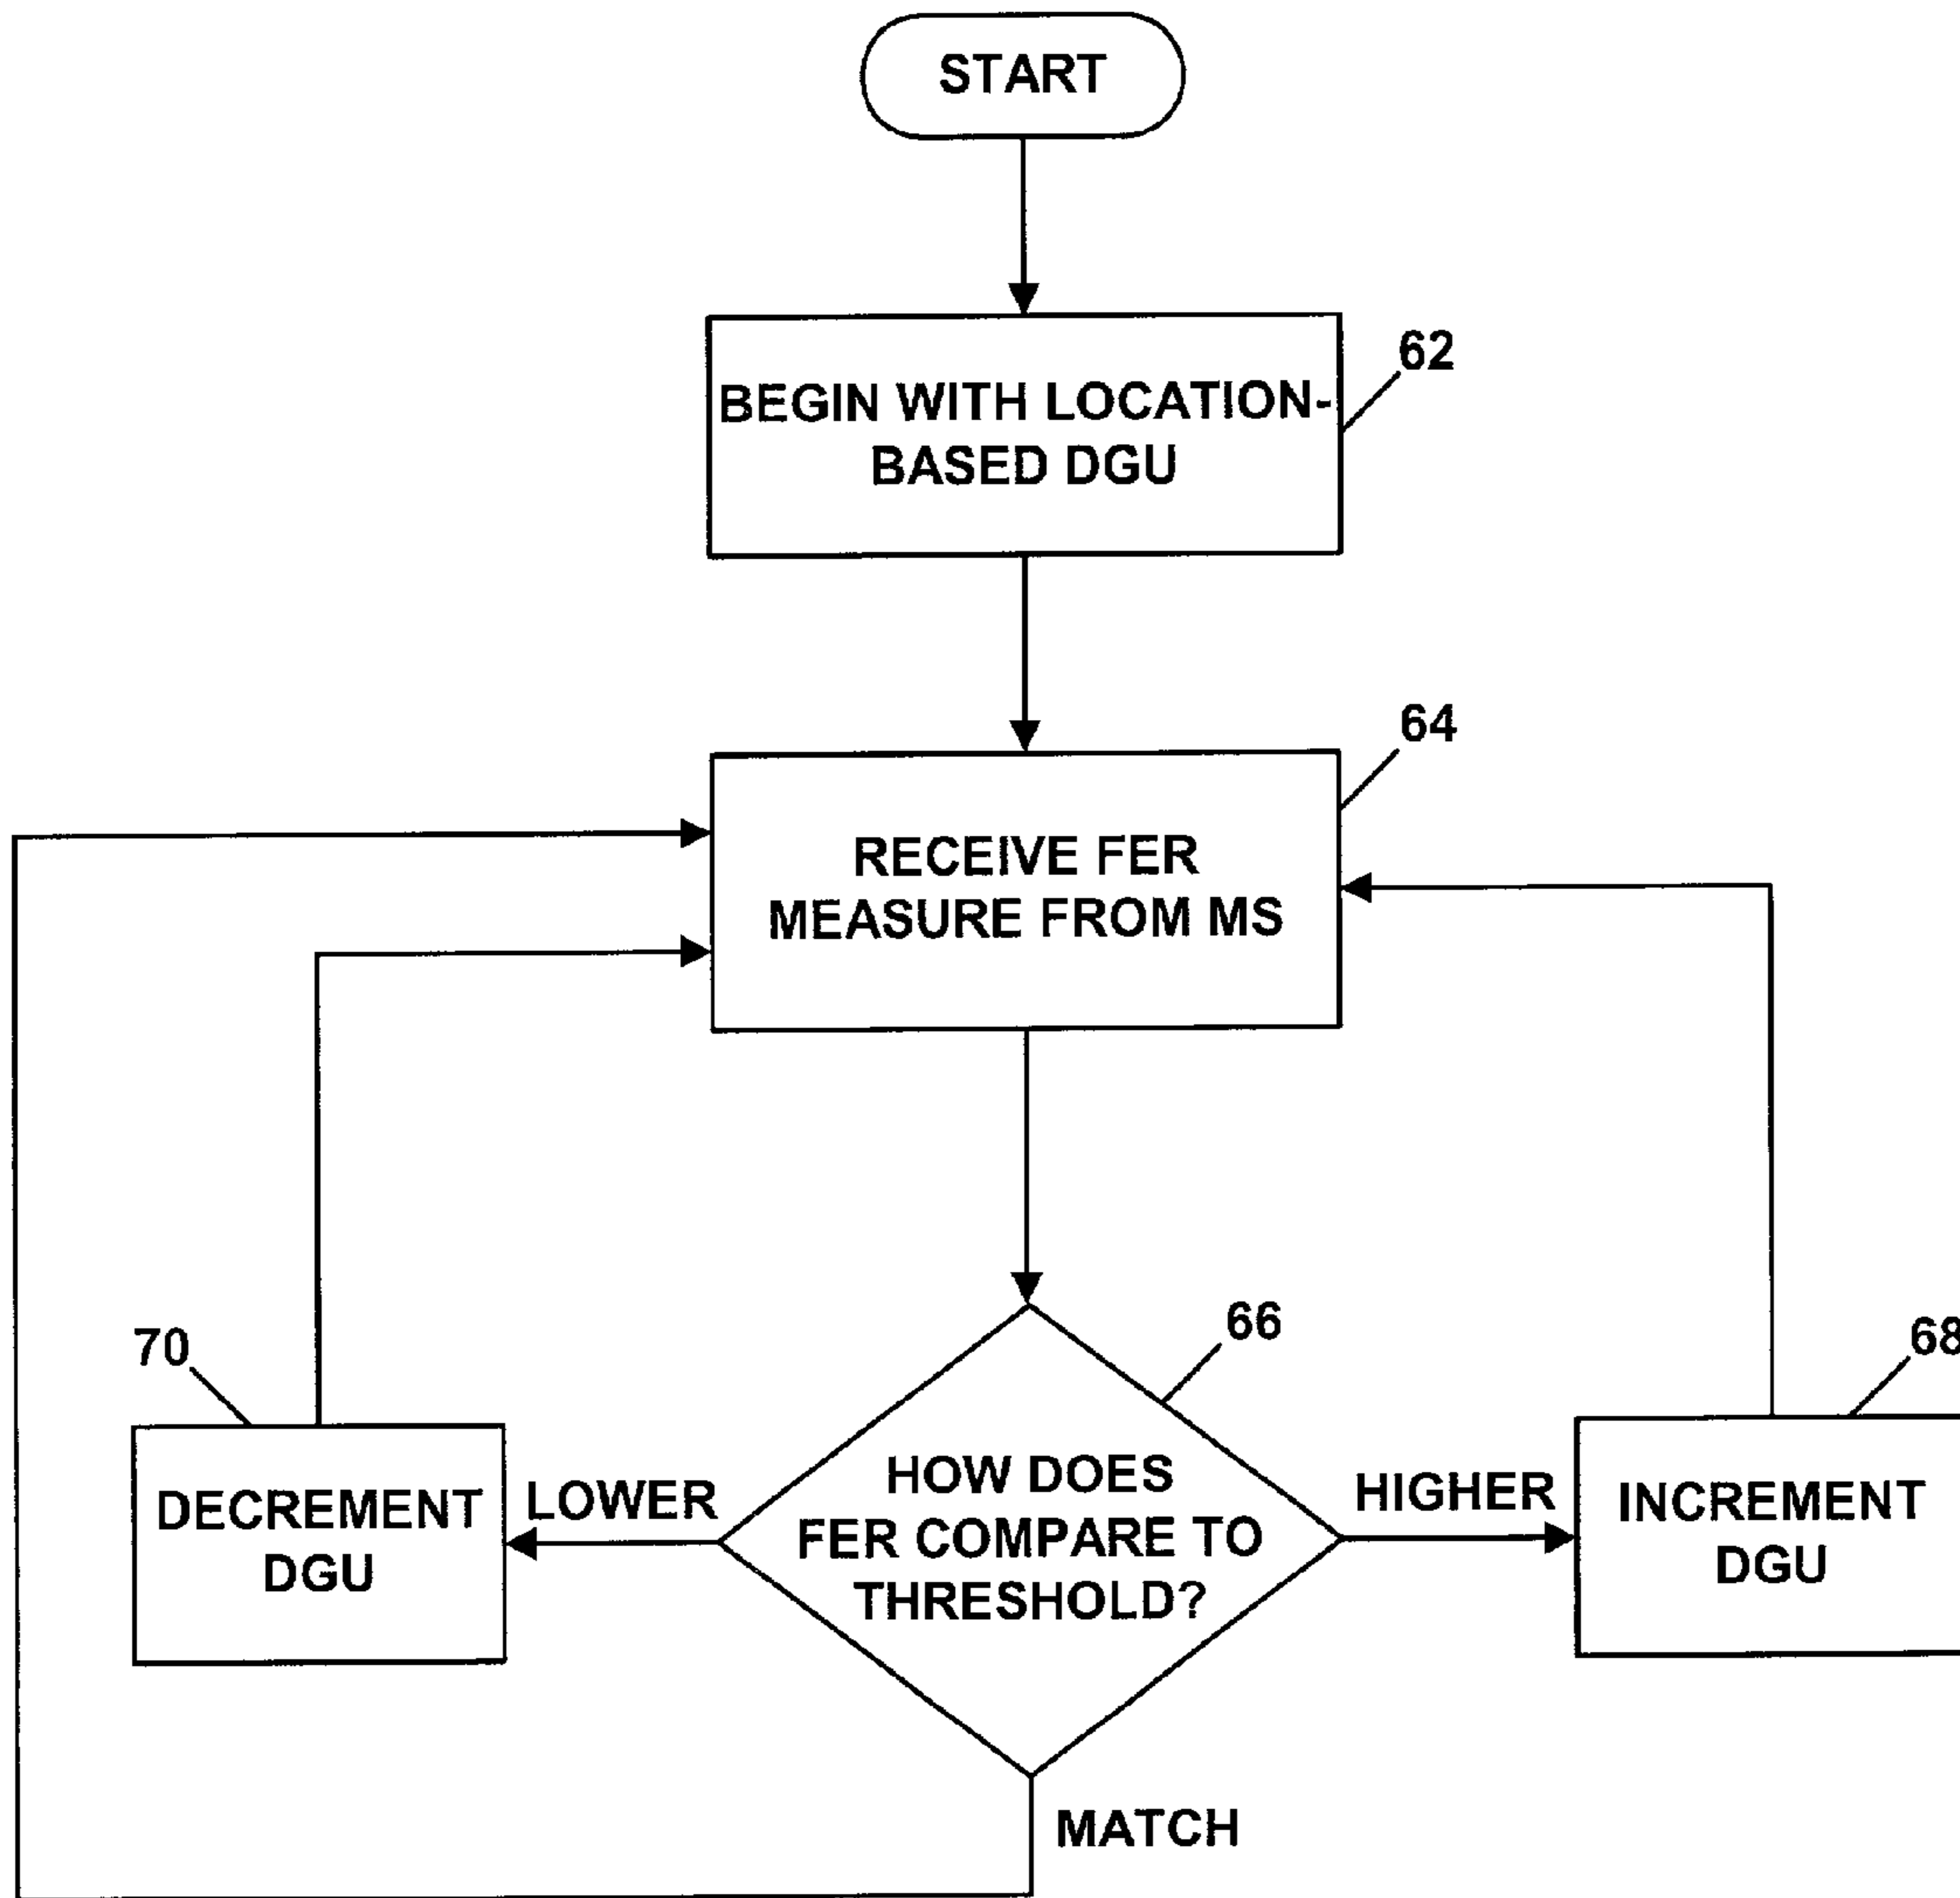 START
62
BEGIN WITH LOCATION-
BASED DGU
64
RECEIVE FER
MEASURE FROM MS
66
68
70
HOW DOES
FER COMPARE TO
THRESHOLD?
LOWER
HIGHER
DECREMENT
DGU
INCREMENT
DGU
MATCH